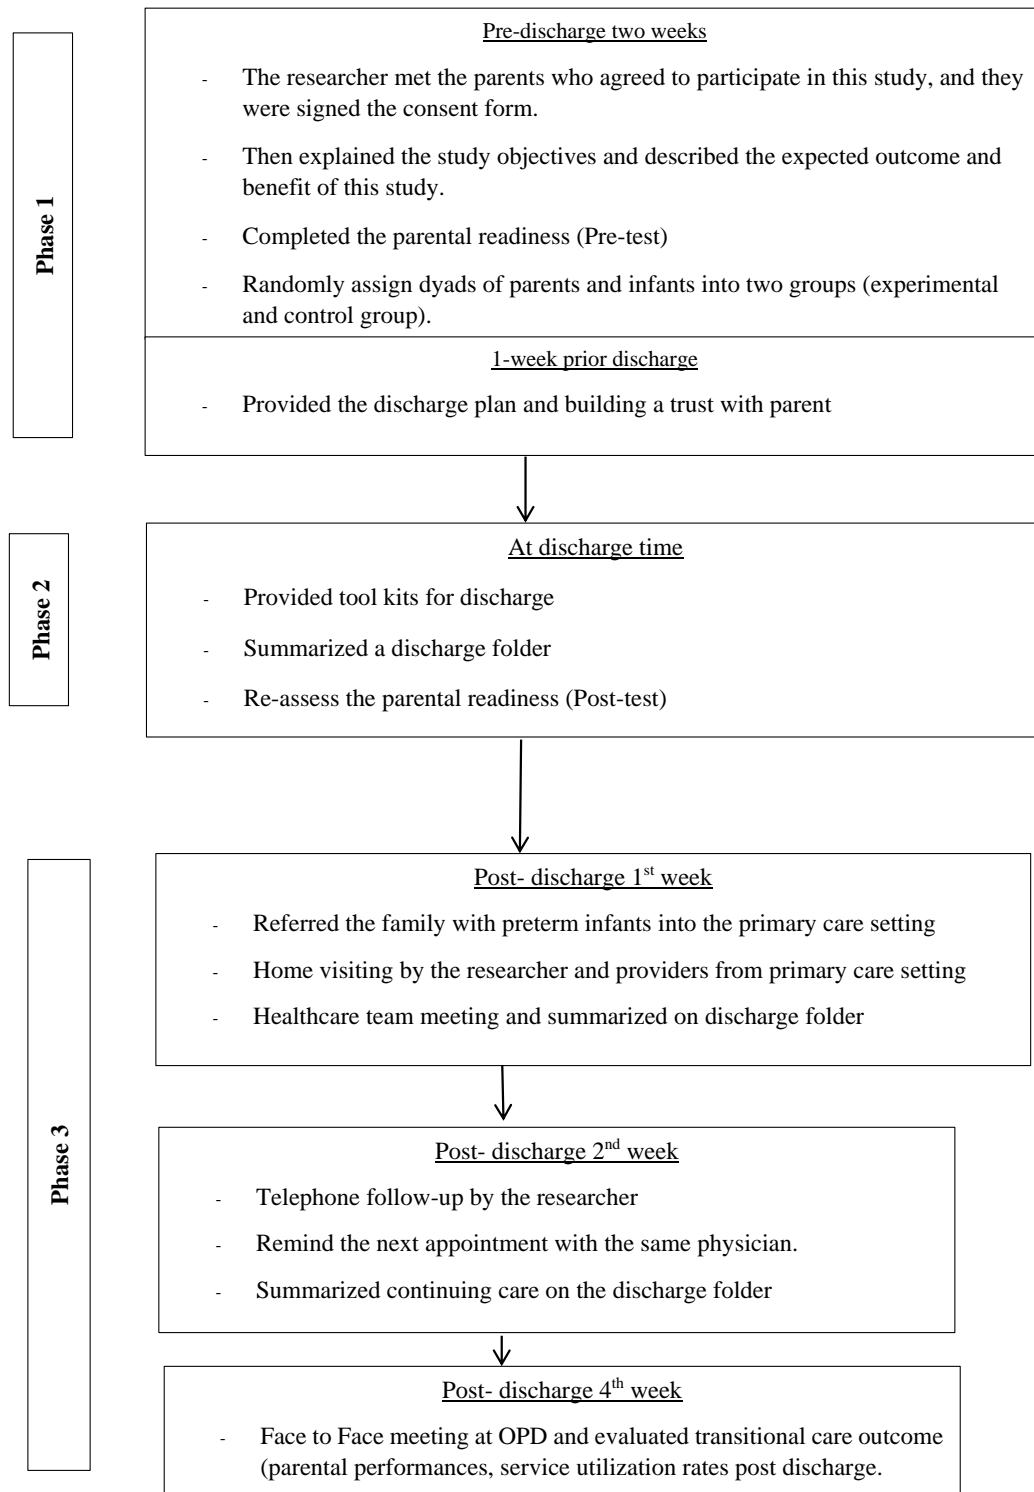 Phase 1
Pre-discharge two weeks
- The researcher met the parents who agreed to participate in this study, and they
were signed the consent form.
- Then explained the study objectives and described the expected outcome and
benefit of this study.
- Completed the parental readiness (Pre-test)
- Randomly assign dyads of parents and infants into two groups (experimental
and control group).
1-week prior discharge
- Provided the discharge plan and building a trust with parent
Phase 2
At discharge time
- Provided tool kits for discharge
- Summarized a discharge folder
- Re-assess the parental readiness (Post-test)
Phase 3
Post- discharge 1st week
- Referred the family with preterm infants into the primary care setting
- Home visiting by the researcher and providers from primary care setting
- Healthcare team meeting and summarized on discharge folder
Post- discharge 2nd week
- Telephone follow-up by the researcher
- Remind the next appointment with the same physician.
- Summarized continuing care on the discharge folder
Post- discharge 4th week
- Face to Face meeting at OPD and evaluated transitional care outcome
(parental performances, service utilization rates post discharge.